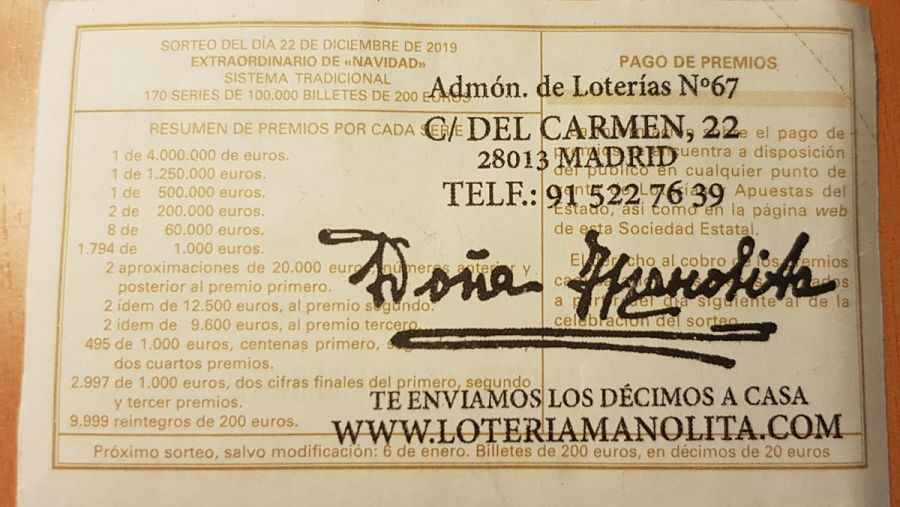 SORTEO DEL DÍA 22 DE DICIEMBRE DE 2019
EXTRAORDINARIO DE «NAVIDAD»
SISTEMA TRADICIONAL
170 SERIES DE 100.000 BILLETES DE 200 EUROS
RESUMEN DE PREMIOS POR CADA SERIE
1 de 4.000.000 de euros.
1 de 1.250.000 euros.
1 de 500.000 euros.
2 de 200.000 euros.
8 de 60.000 euros.
1.794 de 1.000 euros.
2 aproximaciones de 20.000 euros, números anterior y
posterior al premio primero.
2 ídem de 12.500 euros, al premio segundo.
2 ídem de 9.600 euros, al premio tercero.
495 de 1.000 euros, centenas primero, segundo y
dos cuartos premios.
2.997 de 1.000 euros, dos cifras finales del primero, segundo
y tercer premios.
9.999 reintegros de 200 euros.
PAGO DE PREMIOS
sobre el pago de
premios se encuentra a disposición
del público en cualquier punto de
venta de Loterías y Apuestas del
Estado, así como en la página web
de esta Sociedad Estatal.
El derecho al cobro de los premios
a partir del día siguiente al de la
celebración del sorteo.
Admón. de Loterías Nº67
C/ DEL CARMEN, 22
28013 MADRID
TELF.: 91 522 76 39
Doña Manolita
TE ENVIAMOS LOS DÉCIMOS A CASA
WWW.LOTERIAMANOLITA.COM
Próximo sorteo, salvo modificación: 6 de enero. Billetes de 200 euros, en décimos de 20 euros